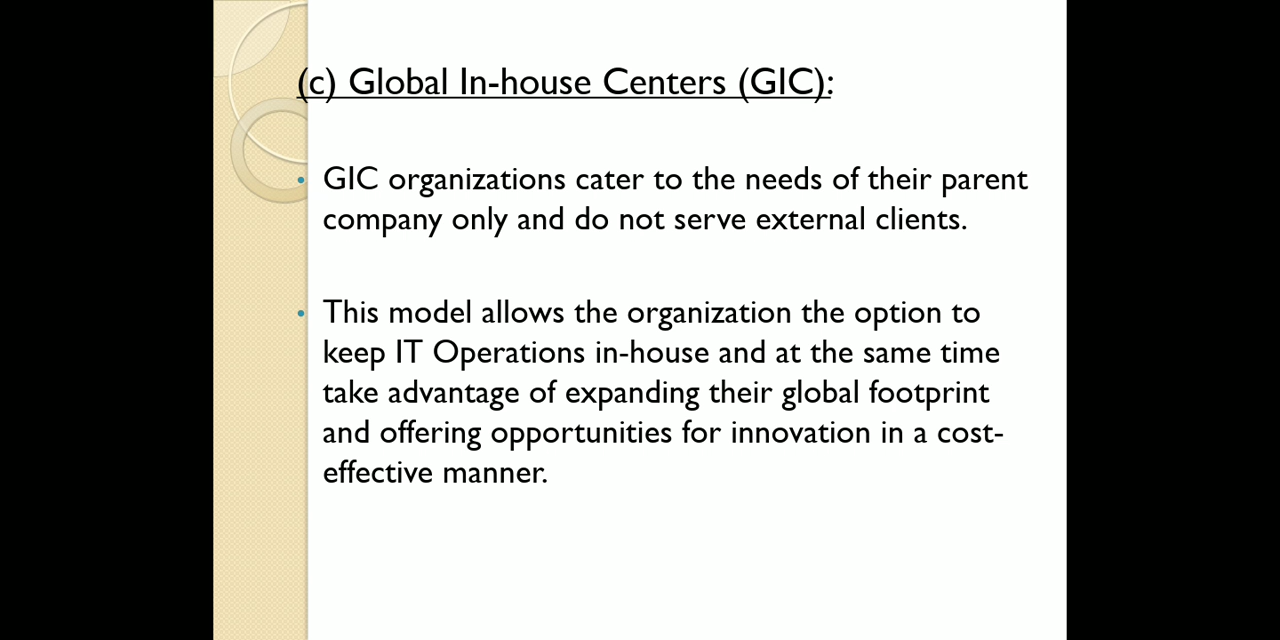 (c) Global In-house Centers (GIC):
• GIC organizations cater to the needs of their parent
company only and do not serve external clients.
• This model allows the organization the option to
keep IT Operations in-house and at the same time
take advantage of expanding their global footprint
and offering opportunities for innovation in a cost-
effective manner.